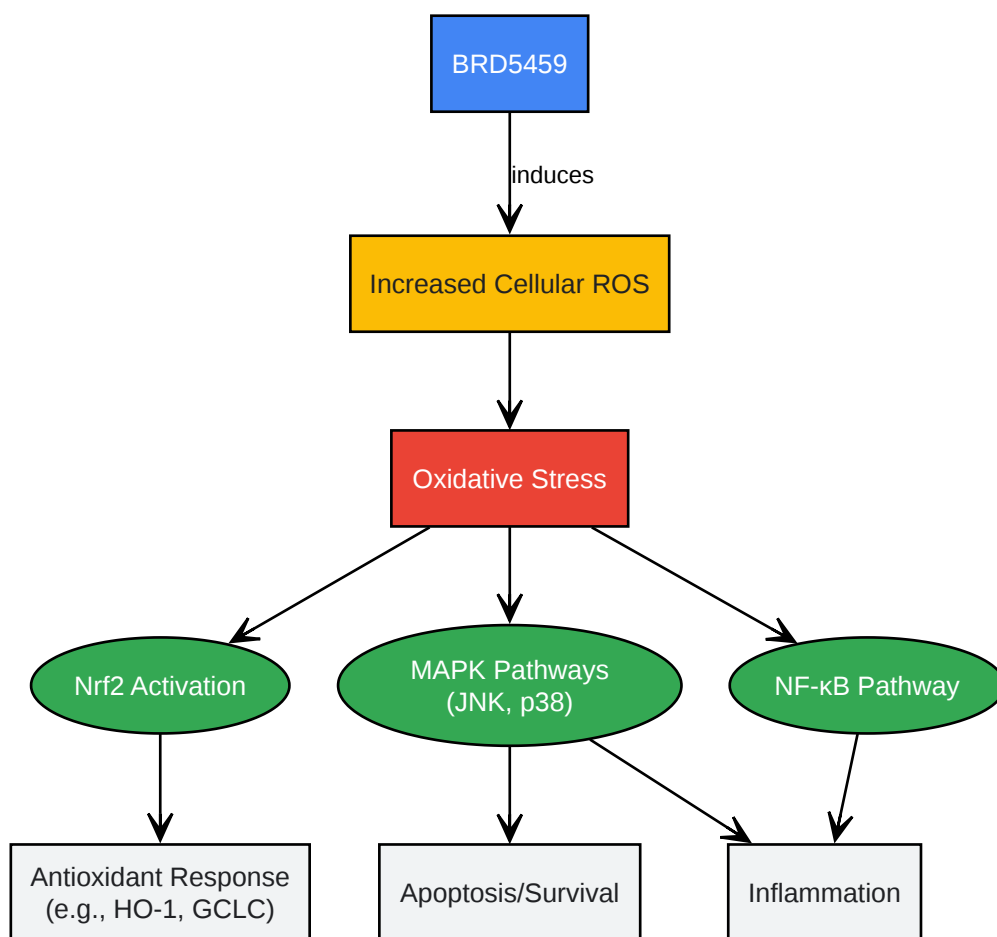 BRD5459
induces
Increased Cellular ROS
Oxidative Stress
Nrf2 Activation
MAPK Pathways
(JNK, p38)
NF-κB Pathway
Antioxidant Response
(e.g., HO-1, GCLC)
Apoptosis/Survival
Inflammation